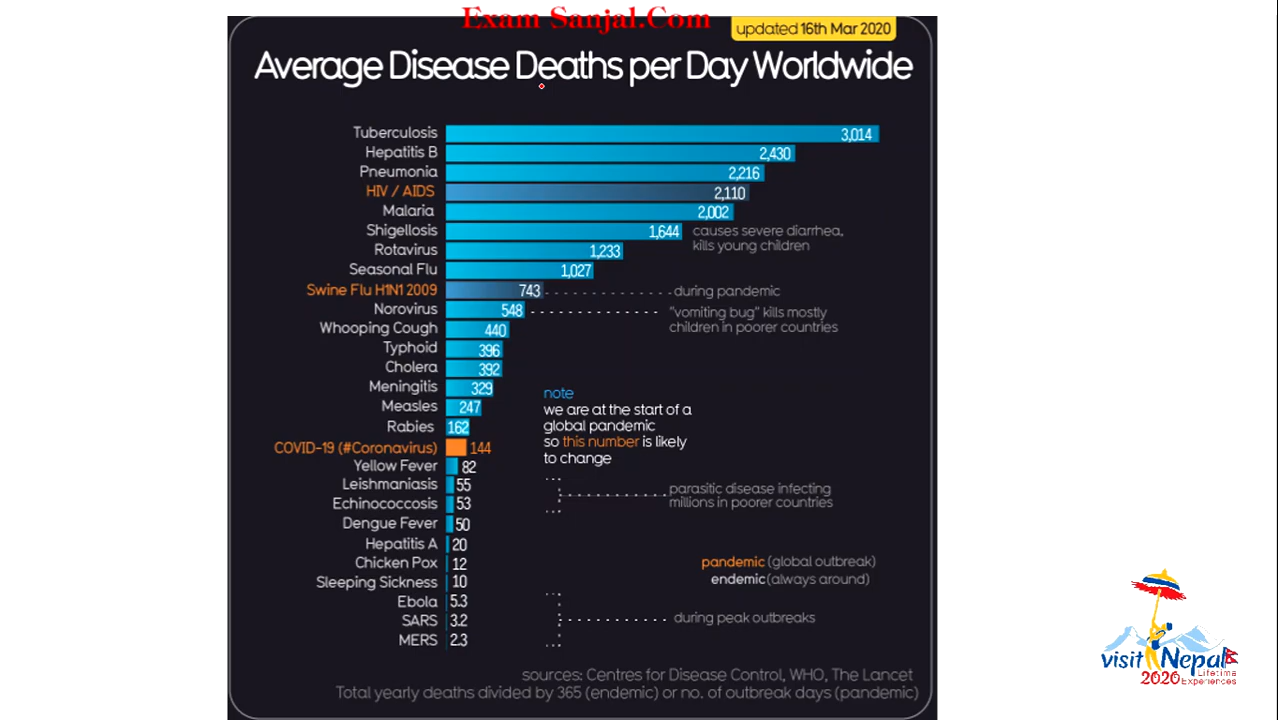 Exam Sanjal.Com
updated 16th Mar 2020
Average Disease Deaths per Day Worldwide
Tuberculosis 3,014
Hepatitis B 2,430
Pneumonia 2,216
HIV / AIDS 2,110
Malaria 2,002
Shigellosis 1,644 causes severe diarrhea,
kills young children
Rotavirus 1,233
Seasonal Flu 1,027
Swine Flu H1N1 2009 743 during pandemic
Norovirus 548 "vomiting bug" kills mostly
children in poorer countries
Whooping Cough 440
Typhoid 396
Cholera 392
Meningitis 329
Measles 247
Rabies 162
COVID-19 (#Coronavirus) 144
note
we are at the start of a
global pandemic
so this number is likely
to change
Yellow Fever 82
Leishmaniasis 55
Echinococcosis 53
parasitic disease infecting
millions in poorer countries
Dengue Fever 50
Hepatitis A 20
Chicken Pox 12
Sleeping Sickness 10
pandemic (global outbreak)
endemic (always around)
Ebola 5.3
SARS 3.2
MERS 2.3
during peak outbreaks
sources: Centres for Disease Control, WHO, The Lancet
Total yearly deaths divided by 365 (endemic) or no. of outbreak days (pandemic)
visit Nepal
2020 Lifetime
Experiences